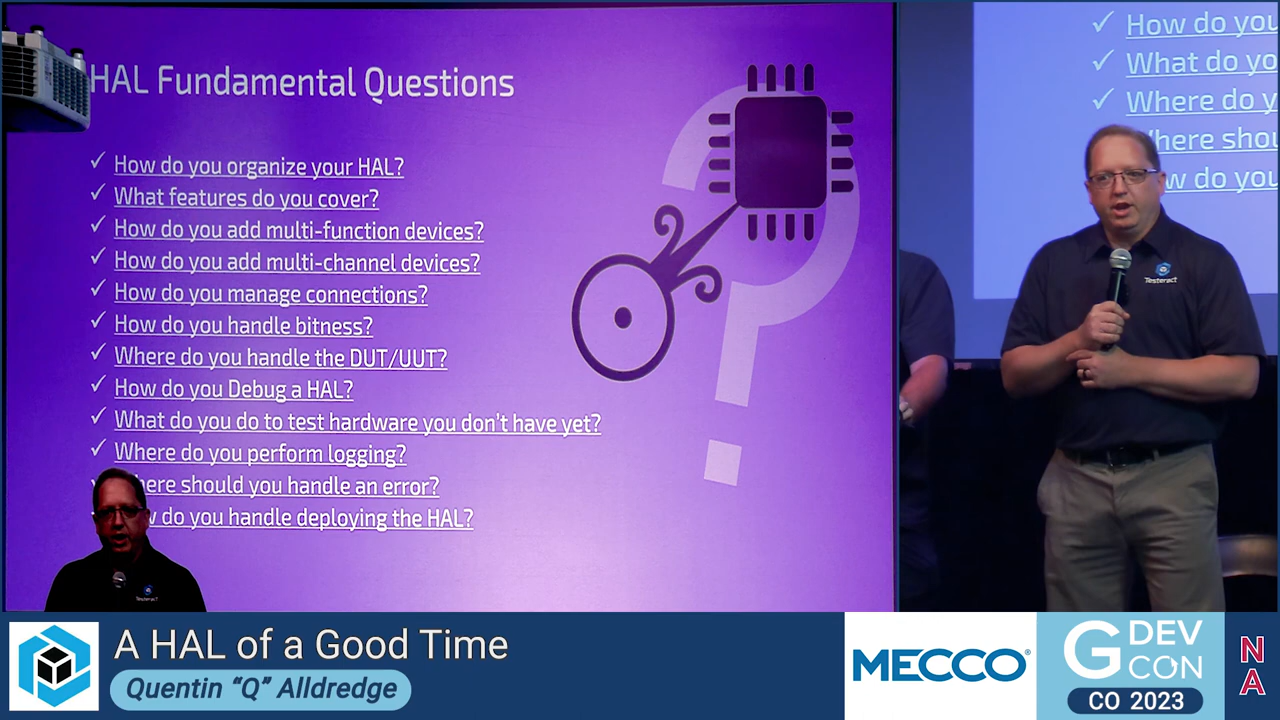 HAL Fundamental Questions
How do you organize your HAL?
What features do you cover?
How do you add multi-function devices?
How do you add multi-channel devices?
How do you manage connections?
How do you handle bitness?
Where do you handle the DUT/UUT?
How do you Debug a HAL?
What do you do to test hardware you don't have yet?
Where do you perform logging?
should you handle an error?
do you handle deploying the HAL?
How do you
What do yo
Where do y
here shou
w do you
Testeract
Testeract
A HAL of a Good Time
Quentin "Q" Alldredge
MECCO
G DEV CON
CO 2023
NA